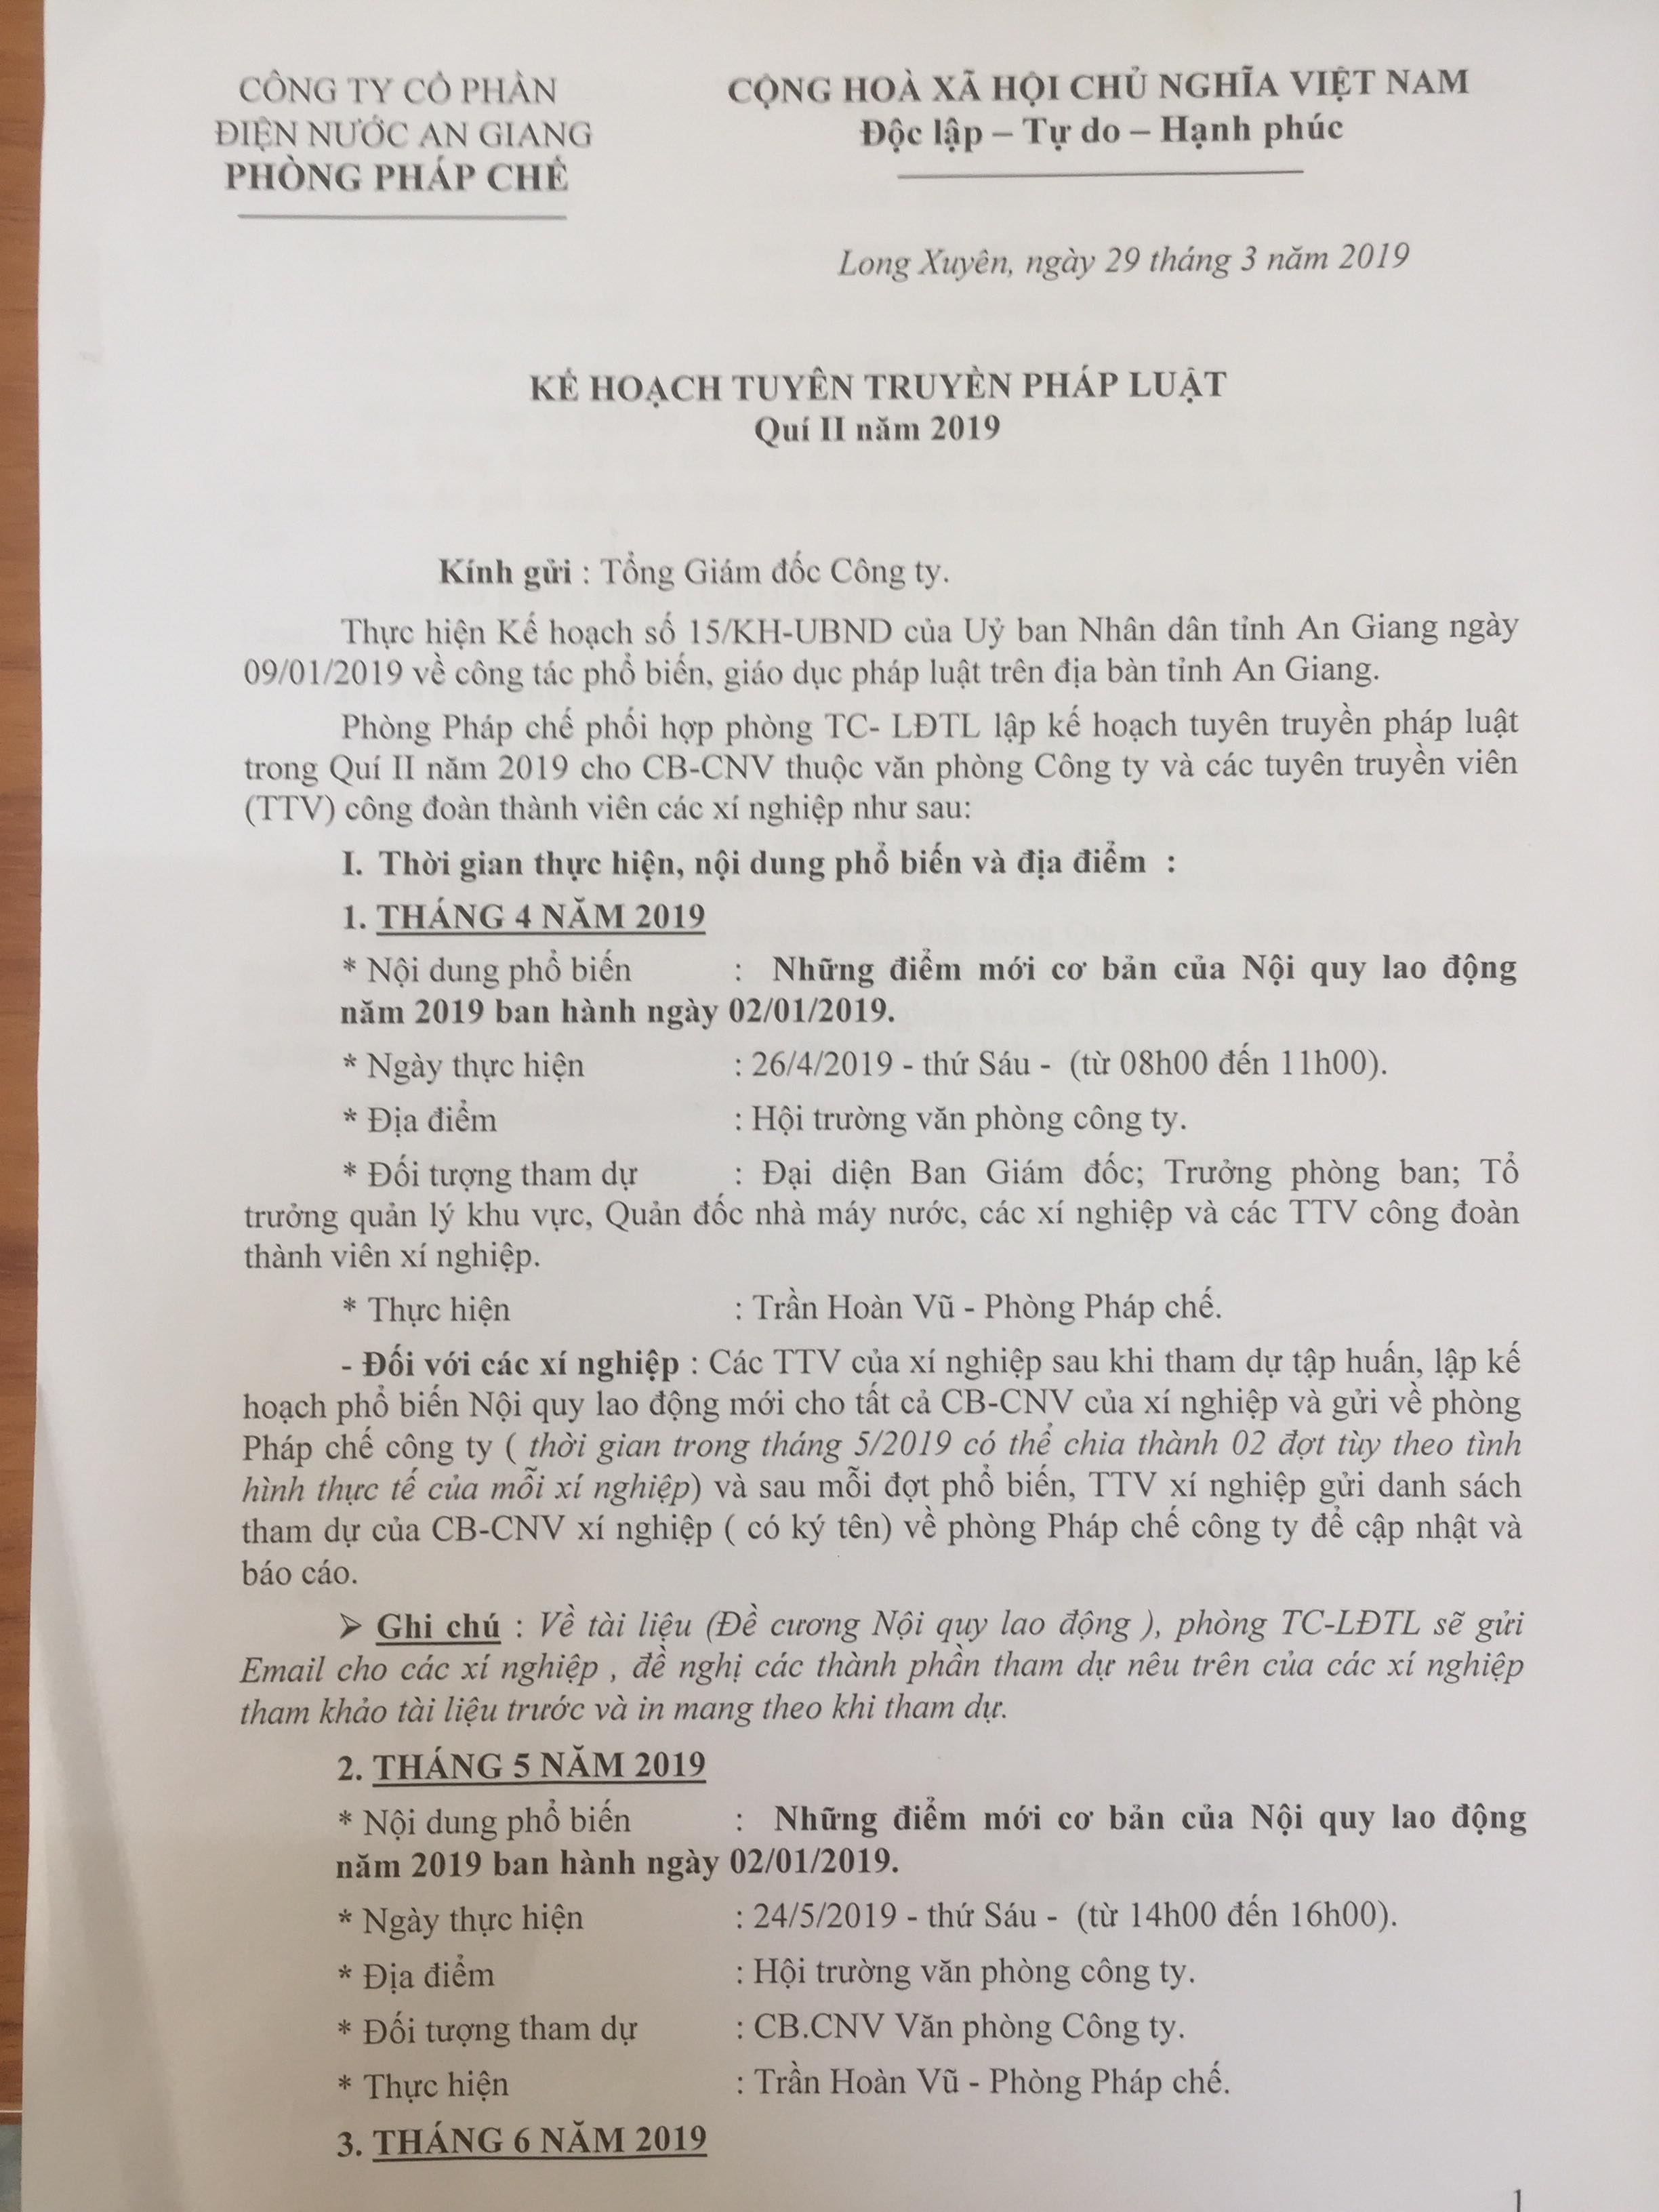 CÔNG TY CỔ PHẦN
ĐIỆN NƯỚC AN GIANG
PHÒNG PHÁP CHẾ
CỘNG HOÀ XÃ HỘI CHỦ NGHĨA VIỆT NAM
Độc lập – Tự do – Hạnh phúc
Long Xuyên, ngày 29 tháng 3 năm 2019
KẾ HOẠCH TUYÊN TRUYỀN PHÁP LUẬT
Quí II năm 2019
Kính gửi : Tổng Giám đốc Công ty.
Thực hiện Kế hoạch số 15/KH-UBND của Uỷ ban Nhân dân tỉnh An Giang ngày
09/01/2019 về công tác phổ biến, giáo dục pháp luật trên địa bàn tỉnh An Giang.
Phòng Pháp chế phối hợp phòng TC- LĐTL lập kế hoạch tuyên truyền pháp luật
trong Quí II năm 2019 cho CB-CNV thuộc văn phòng Công ty và các tuyên truyền viên
(TTV) công đoàn thành viên các xí nghiệp như sau:
I. Thời gian thực hiện, nội dung phổ biến và địa điểm :
1. THÁNG 4 NĂM 2019
* Nội dung phổ biến : Những điểm mới cơ bản của Nội quy lao động
năm 2019 ban hành ngày 02/01/2019.
* Ngày thực hiện : 26/4/2019 - thứ Sáu - (từ 08h00 đến 11h00).
* Địa điểm : Hội trường văn phòng công ty.
* Đối tượng tham dự : Đại diện Ban Giám đốc; Trưởng phòng ban; Tổ
trưởng quản lý khu vực, Quản đốc nhà máy nước, các xí nghiệp và các TTV công đoàn
thành viên xí nghiệp.
* Thực hiện : Trần Hoàn Vũ - Phòng Pháp chế.
- Đối với các xí nghiệp : Các TTV của xí nghiệp sau khi tham dự tập huấn, lập kế
hoạch phổ biến Nội quy lao động mới cho tất cả CB-CNV của xí nghiệp và gửi về phòng
Pháp chế công ty ( thời gian trong tháng 5/2019 có thể chia thành 02 đợt tùy theo tình
hình thực tế của mỗi xí nghiệp) và sau mỗi đợt phổ biến, TTV xí nghiệp gửi danh sách
tham dự của CB-CNV xí nghiệp ( có ký tên) về phòng Pháp chế công ty để cập nhật và
báo cáo.
➢ Ghi chú : Về tài liệu (Đề cương Nội quy lao động ), phòng TC-LĐTL sẽ gửi
Email cho các xí nghiệp , đề nghị các thành phần tham dự nêu trên của các xí nghiệp
tham khảo tài liệu trước và in mang theo khi tham dự.
2. THÁNG 5 NĂM 2019
* Nội dung phổ biến : Những điểm mới cơ bản của Nội quy lao động
năm 2019 ban hành ngày 02/01/2019.
* Ngày thực hiện : 24/5/2019 - thứ Sáu - (từ 14h00 đến 16h00).
* Địa điểm : Hội trường văn phòng công ty.
* Đối tượng tham dự : CB.CNV Văn phòng Công ty.
* Thực hiện : Trần Hoàn Vũ - Phòng Pháp chế.
3. THÁNG 6 NĂM 2019
1